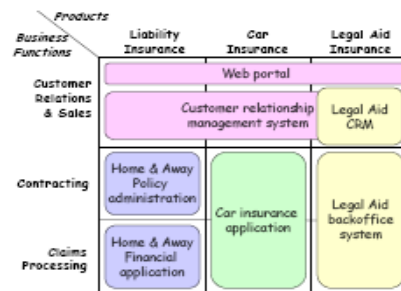 Products
Business
Functions
Liability
Insurance
Car
Insurance
Legal Aid
Insurance
Customer
Relations
& Sales
Web portal
Customer relationship
management system
Legal Aid
CRM
Contracting
Home & Away
Policy
administration
Car insurance
application
Legal Aid
backoffice
system
Claims
Processing
Home & Away
Financial
application